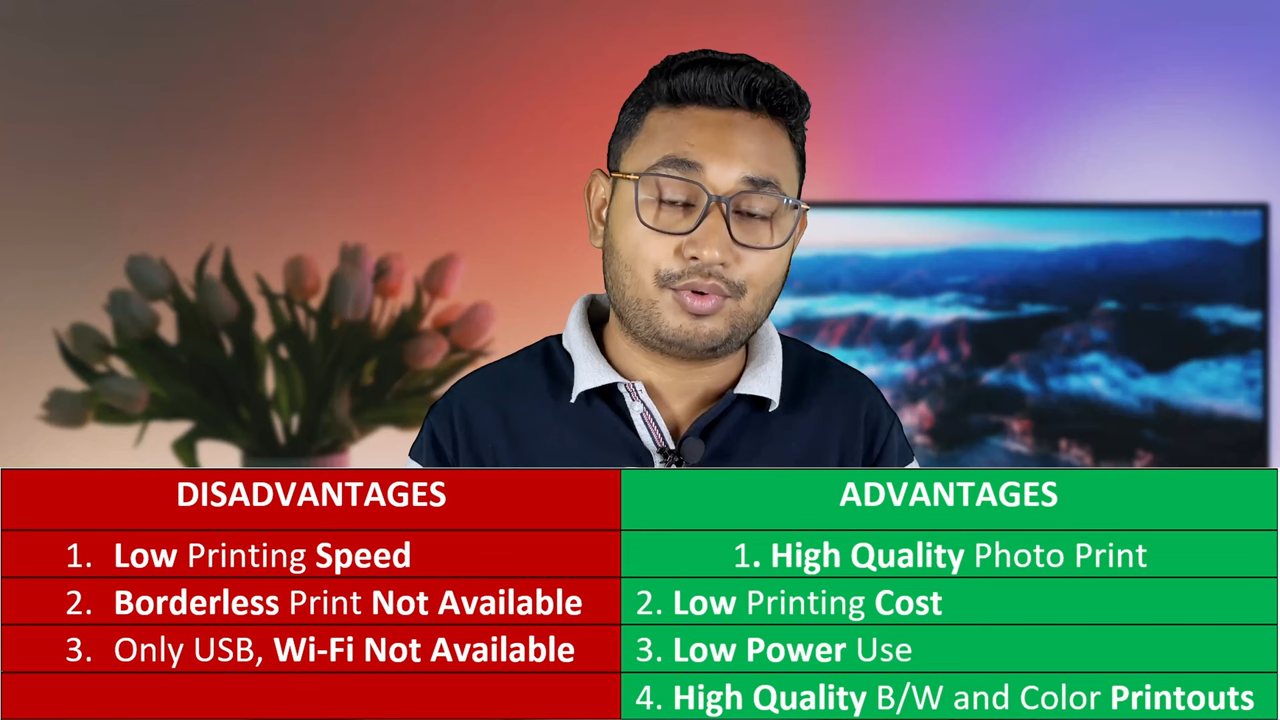 DISADVANTAGES
1. Low Printing Speed
2. Borderless Print Not Available
3. Only USB, Wi-Fi Not Available
ADVANTAGES
1. High Quality Photo Print
2. Low Printing Cost
3. Low Power Use
4. High Quality B/W and Color Printouts